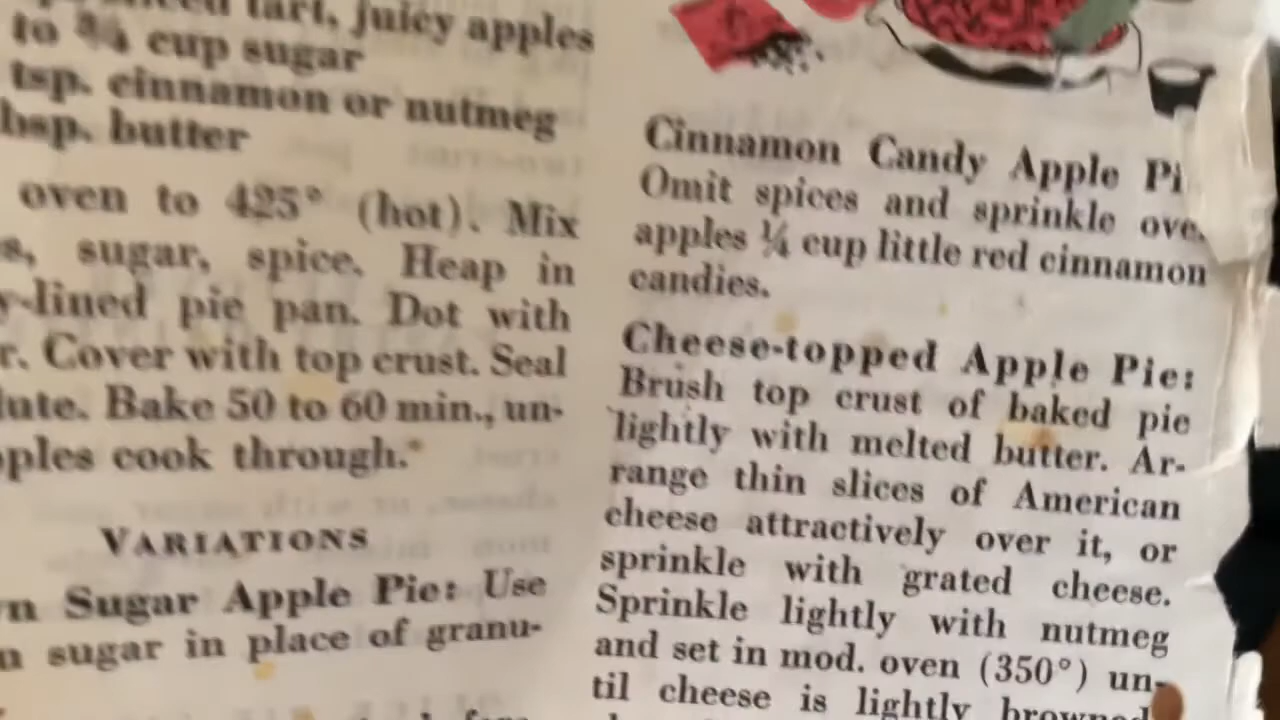 tart, juicy apples
to ¾ cup sugar
tsp. cinnamon or nutmeg
bsp. butter
oven to 425° (hot). Mix
s, sugar, spice. Heap in
y-lined pie pan. Dot with
r. Cover with top crust. Seal
lute. Bake 50 to 60 min., un-
pples cook through.*
VARIATIONS
n Sugar Apple Pie: Use
n sugar in place of granu-
Cinnamon Candy Apple Pi
Omit spices and sprinkle ove
apples ¼ cup little red cinnamon
candies.
Cheese-topped Apple Pie:
Brush top crust of baked pie
lightly with melted butter. Ar-
range thin slices of American
cheese attractively over it, or
sprinkle with grated cheese.
Sprinkle lightly with nutmeg
and set in mod. oven (350°) un-
til cheese is lightly browned